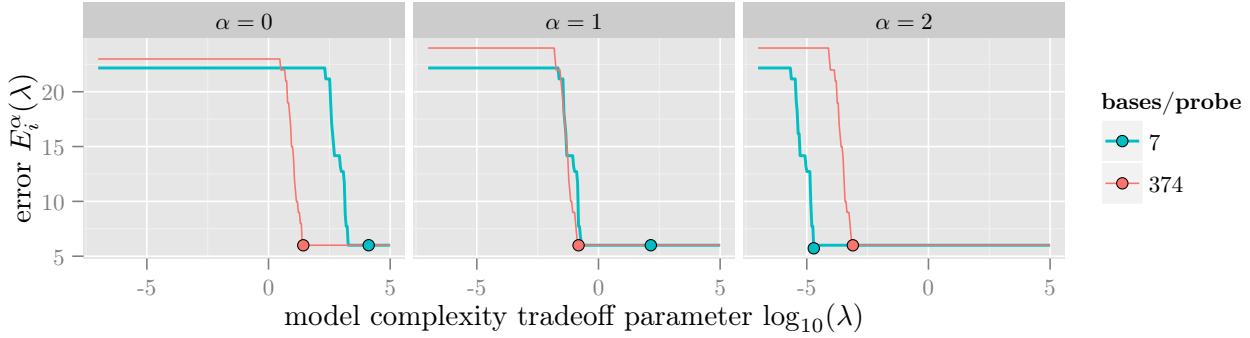 α = 0
α = 1
α = 2
error E_i^α(λ)
20
15
10
5
-5
0
5
-5
0
5
-5
0
5
model complexity tradeoff parameter log₁₀(λ)
bases/probe
7
374